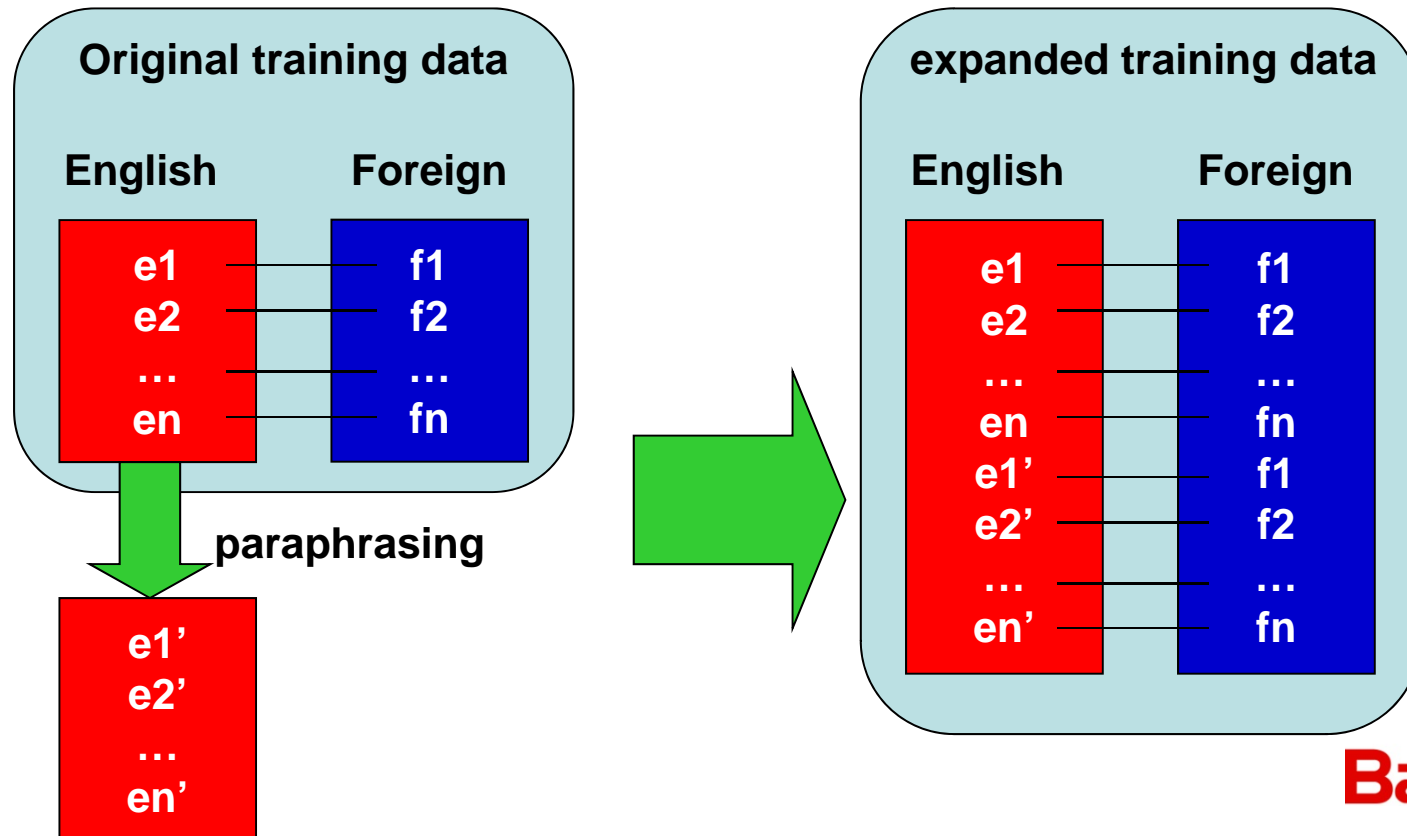 Original training data
English Foreign
e1 f1
e2 f2
… …
en fn
paraphrasing
e1’
e2’
…
en’
expanded training data
English Foreign
e1 f1
e2 f2
… …
en fn
e1’ f1
e2’ f2
… …
en’ fn
Ba